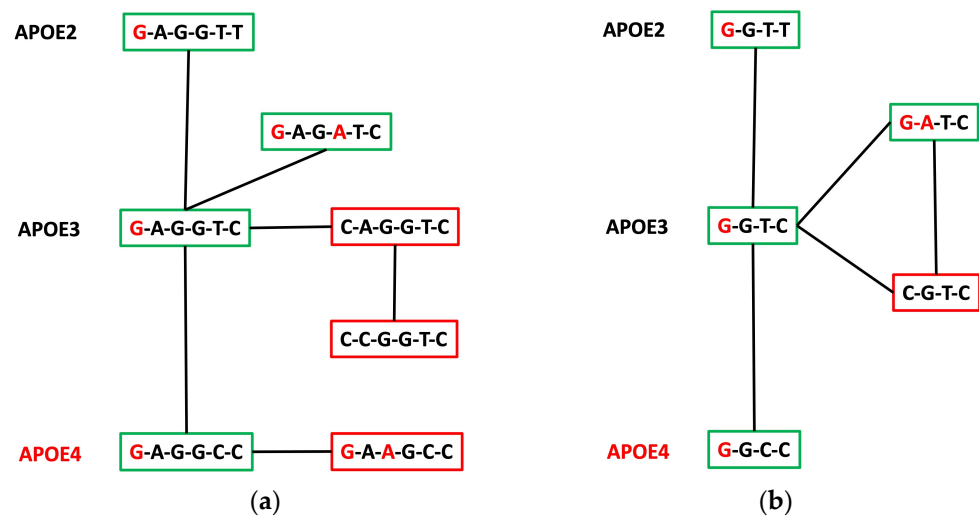 APOE2
G-A-G-G-T-T
G-A-G-A-T-C
APOE3
G-A-G-G-T-C
C-A-G-G-T-C
C-C-G-G-T-C
APOE4
G-A-G-G-C-C
G-A-A-G-C-C
(a)
APOE2
G-G-T-T
G-A-T-C
APOE3
G-G-T-C
C-G-T-C
APOE4
G-G-C-C
(b)